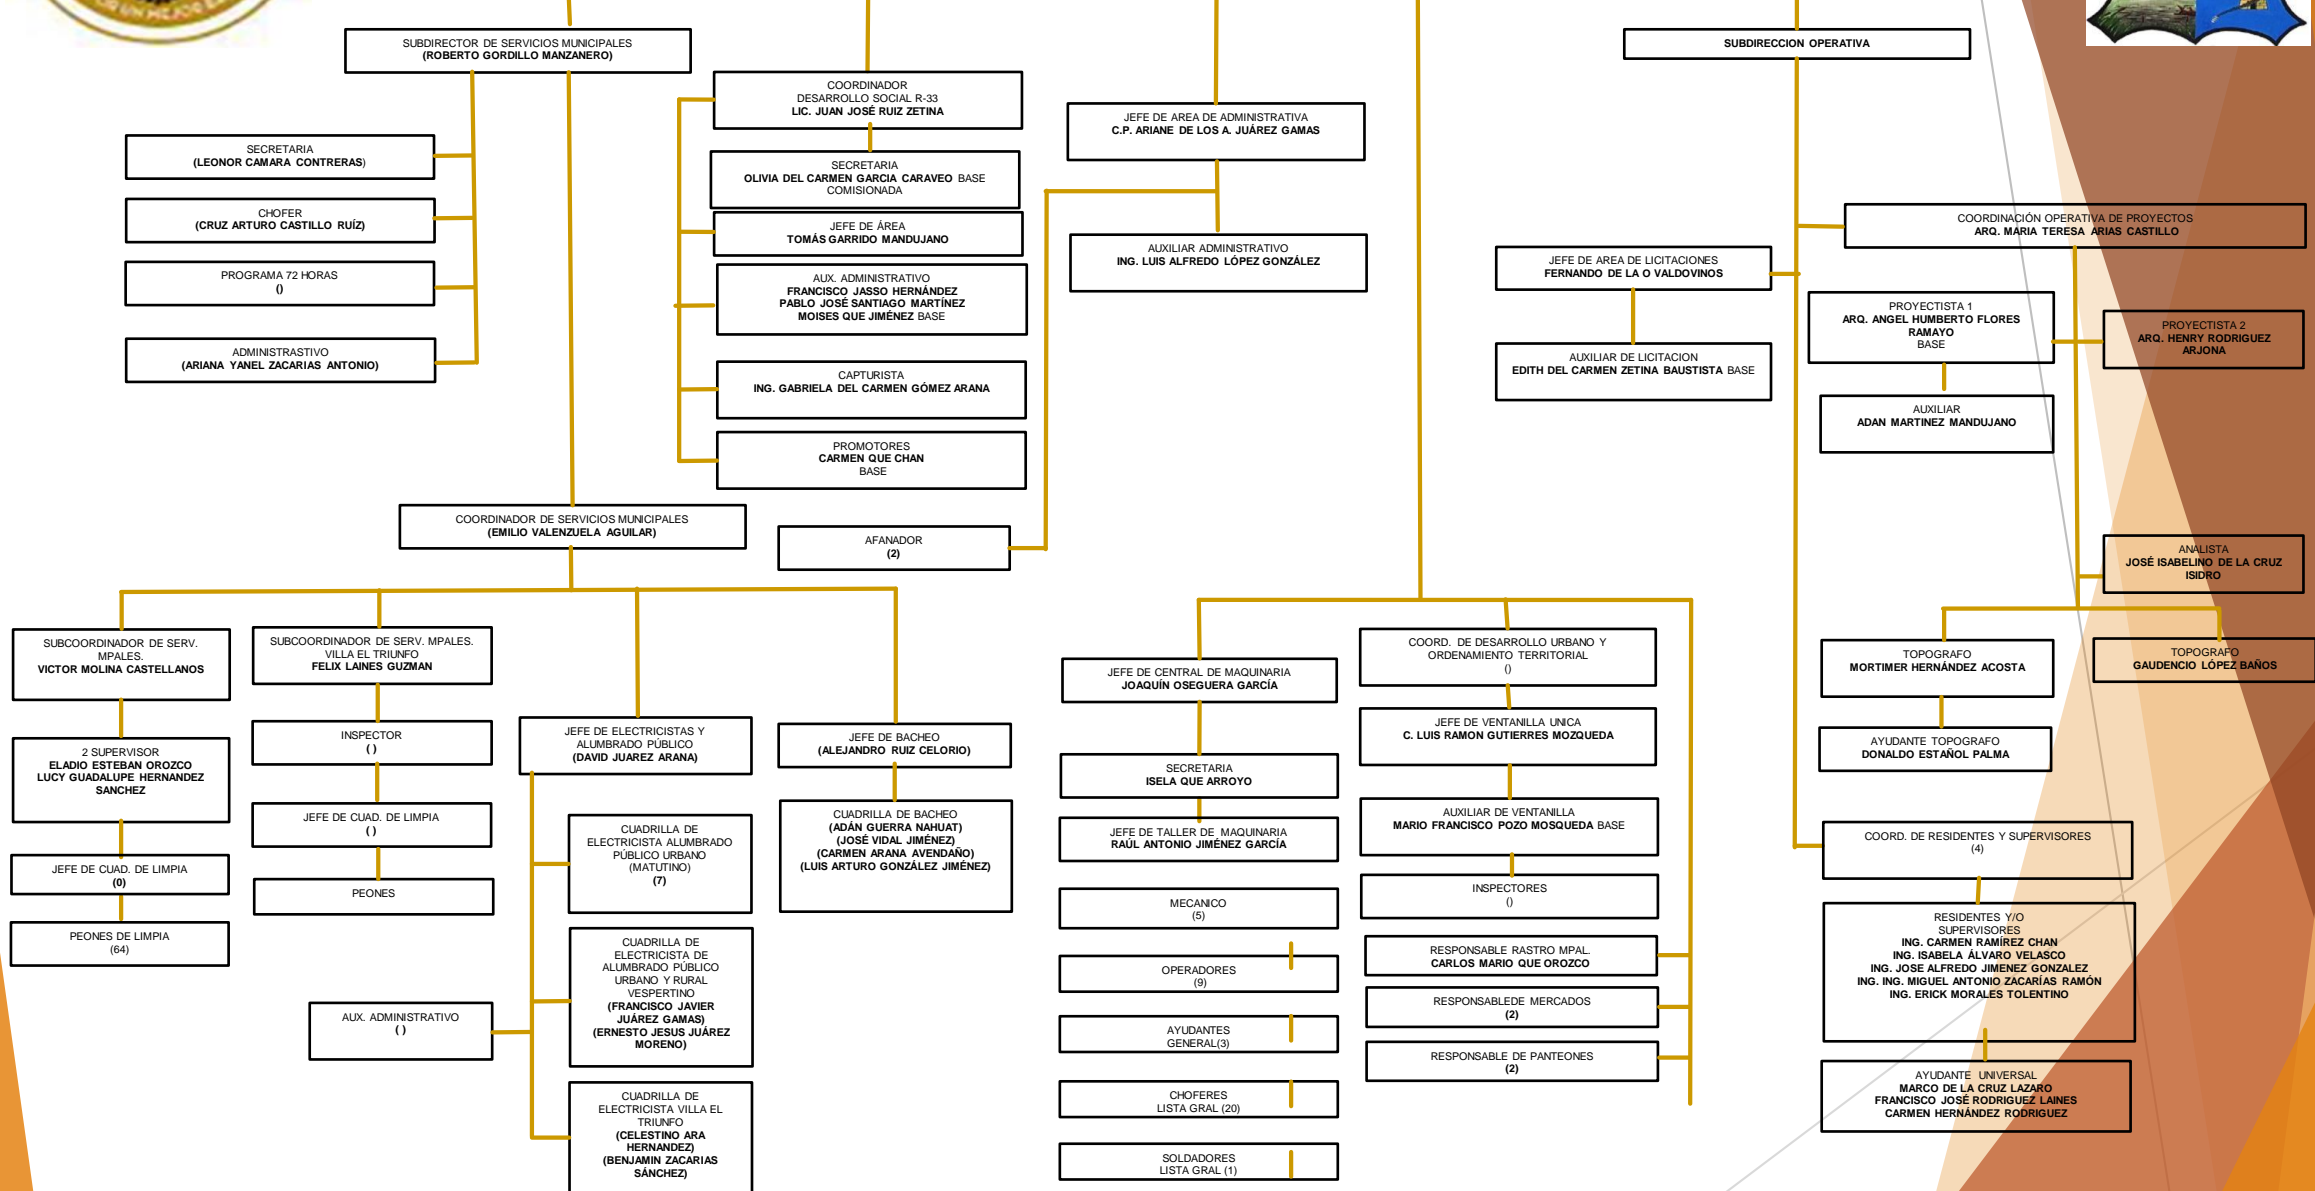 POR UN MEJOR
SUBDIRECTOR DE SERVICIOS MUNICIPALES
(ROBERTO GORDILLO MANZANERO)
SECRETARIA
(LEONOR CAMARA CONTRERAS)
CHOFER
(CRUZ ARTURO CASTILLO RUÍZ)
PROGRAMA 72 HORAS
()
ADMINISTRASTIVO
(ARIANA YANEL ZACARIAS ANTONIO)
COORDINADOR
DESARROLLO SOCIAL R-33
LIC. JUAN JOSÉ RUIZ ZETINA
SECRETARIA
OLIVIA DEL CARMEN GARCIA CARAVEO BASE
COMISIONADA
JEFE DE ÁREA
TOMÁS GARRIDO MANDUJANO
AUX. ADMINISTRATIVO
FRANCISCO JASSO HERNÁNDEZ
PABLO JOSÉ SANTIAGO MARTÍNEZ
MOISES QUE JIMÉNEZ BASE
CAPTURISTA
ING. GABRIELA DEL CARMEN GÓMEZ ARANA
PROMOTORES
CARMEN QUE CHAN
BASE
JEFE DE AREA DE ADMINISTRATIVA
C.P. ARIANE DE LOS A. JUÁREZ GAMAS
AUXILIAR ADMINISTRATIVO
ING. LUIS ALFREDO LÓPEZ GONZÁLEZ
AFANADOR
(2)
SUBDIRECCION OPERATIVA
COORDINACIÓN OPERATIVA DE PROYECTOS
ARQ. MARIA TERESA ARIAS CASTILLO
JEFE DE AREA DE LICITACIONES
FERNANDO DE LA O VALDOVINOS
AUXILIAR DE LICITACION
EDITH DEL CARMEN ZETINA BAUSTISTA BASE
PROYECTISTA 1
ARQ. ANGEL HUMBERTO FLORES
RAMAYO
BASE
PROYECTISTA 2
ARQ. HENRY RODRIGUEZ
ARJONA
AUXILIAR
ADAN MARTINEZ MANDUJANO
ANALISTA
JOSÉ ISABELINO DE LA CRUZ
ISIDRO
TOPOGRAFO
MORTIMER HERNÁNDEZ ACOSTA
TOPOGRAFO
GAUDENCIO LÓPEZ BAÑOS
AYUDANTE TOPOGRAFO
DONALDO ESTAÑOL PALMA
COORD. DE RESIDENTES Y SUPERVISORES
(4)
RESIDENTES Y/O
SUPERVISORES
ING. CARMEN RAMÍREZ CHAN
ING. ISABELA ÁLVARO VELASCO
ING. JOSE ALFREDO JIMENEZ GONZALEZ
ING. ING. MIGUEL ANTONIO ZACARÍAS RAMÓN
ING. ERICK MORALES TOLENTINO
AYUDANTE UNIVERSAL
MARCO DE LA CRUZ LAZARO
FRANCISCO JOSÉ RODRIGUEZ LAINES
CARMEN HERNÁNDEZ RODRIGUEZ
COORDINADOR DE SERVICIOS MUNICIPALES
(EMILIO VALENZUELA AGUILAR)
SUBCOORDINADOR DE SERV.
MPALES.
VICTOR MOLINA CASTELLANOS
2 SUPERVISOR
ELADIO ESTEBAN OROZCO
LUCY GUADALUPE HERNANDEZ
SANCHEZ
JEFE DE CUAD. DE LIMPIA
(0)
PEONES DE LIMPIA
(64)
SUBCOORDINADOR DE SERV. MPALES.
VILLA EL TRIUNFO
FELIX LAINES GUZMAN
INSPECTOR
( )
JEFE DE CUAD. DE LIMPIA
( )
PEONES
JEFE DE ELECTRICISTAS Y
ALUMBRADO PÚBLICO
(DAVID JUAREZ ARANA)
CUADRILLA DE
ELECTRICISTA ALUMBRADO
PÚBLICO URBANO
(MATUTINO)
(7)
CUADRILLA DE
ELECTRICISTA DE
ALUMBRADO PÚBLICO
URBANO Y RURAL
VESPERTINO
(FRANCISCO JAVIER
JUÁREZ GAMAS)
(ERNESTO JESUS JUÁREZ
MORENO)
AUX. ADMINISTRATIVO
( )
CUADRILLA DE
ELECTRICISTA VILLA EL
TRIUNFO
(CELESTINO ARA
HERNANDEZ)
(BENJAMIN ZACARIAS
SÁNCHEZ)
JEFE DE BACHEO
(ALEJANDRO RUIZ CELORIO)
CUADRILLA DE BACHEO
(ADÁN GUERRA NAHUAT)
(JOSÉ VIDAL JIMÉNEZ)
(CARMEN ARANA AVENDAÑO)
(LUIS ARTURO GONZÁLEZ JIMÉNEZ)
JEFE DE CENTRAL DE MAQUINARIA
JOAQUÍN OSEGUERA GARCÍA
SECRETARIA
ISELA QUE ARROYO
JEFE DE TALLER DE MAQUINARIA
RAÚL ANTONIO JIMÉNEZ GARCÍA
MECANICO
(5)
OPERADORES
(9)
AYUDANTES
GENERAL(3)
CHOFERES
LISTA GRAL (20)
SOLDADORES
LISTA GRAL (1)
COORD. DE DESARROLLO URBANO Y
ORDENAMIENTO TERRITORIAL
()
JEFE DE VENTANILLA UNICA
C. LUIS RAMON GUTIERRES MOZQUEDA
AUXILIAR DE VENTANILLA
MARIO FRANCISCO POZO MOSQUEDA BASE
INSPECTORES
()
RESPONSABLE RASTRO MPAL.
CARLOS MARIO QUE OROZCO
RESPONSABLEDE MERCADOS
(2)
RESPONSABLE DE PANTEONES
(2)